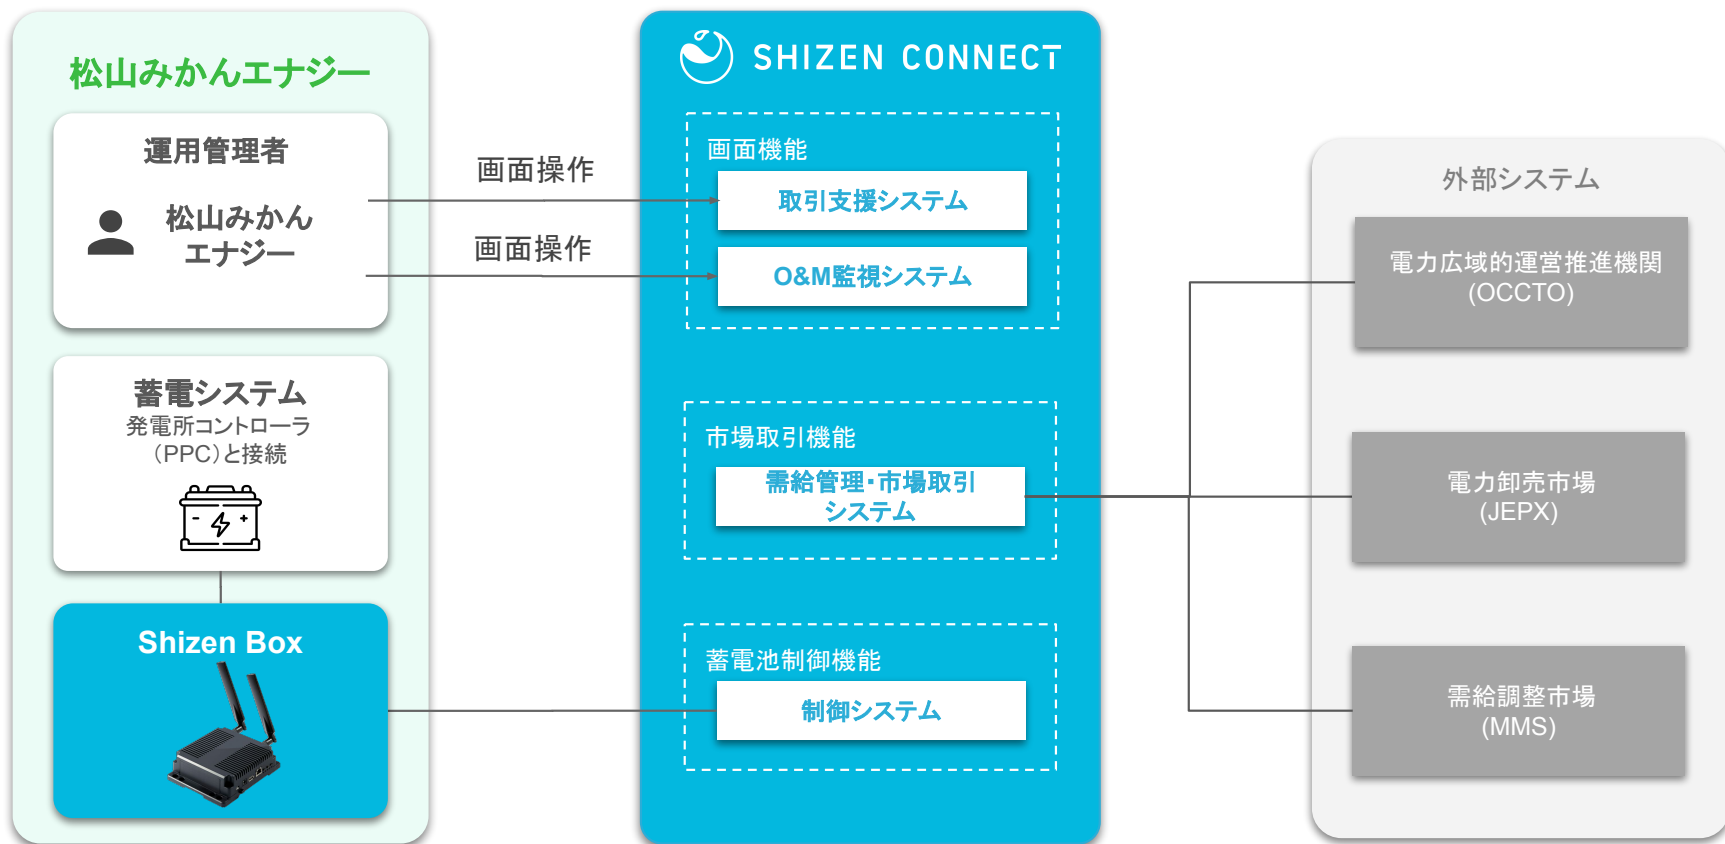 松山みかんエナジー
運用管理者
松山みかん
エナジー
蓄電システム
発電所コントローラ
（PPC）と接続
- +
Shizen Box
画面操作
画面操作
SHIZEN CONNECT
画面機能
取引支援システム
O&M監視システム
市場取引機能
需給管理・市場取引
システム
蓄電池制御機能
制御システム
外部システム
電力広域的運営推進機関
(OCCTO)
電力卸売市場
(JEPX)
需給調整市場
(MMS)